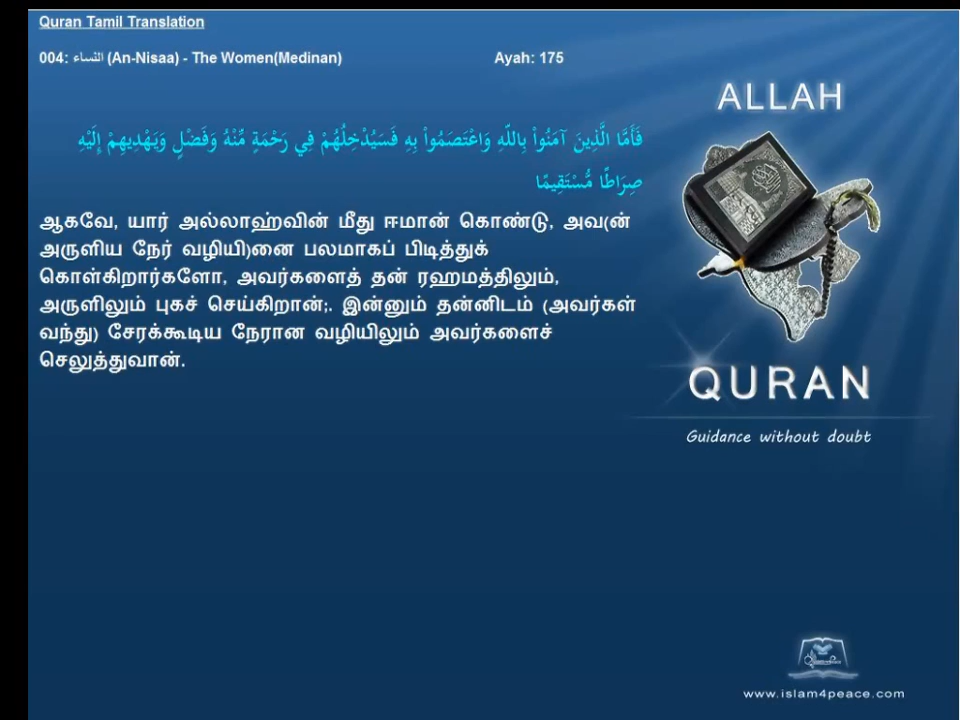 Quran Tamil Translation
004: النساء (An-Nisaa) - The Women(Medinan) Ayah: 175
ALLAH
فَأَمَّا الَّذِينَ آمَنُواْ بِاللّهِ وَاعْتَصَمُواْ بِهِ فَسَيُدْخِلُهُمْ فِي رَحْمَةٍ مِّنْهُ وَفَضْلٍ وَيَهْدِيهِمْ إِلَيْهِ
صِرَاطًا مُّسْتَقِيمًا
ஆகவே, யார் அல்லாஹ்வின் மீது ஈமான் கொண்டு, அவ(ன்
அருளிய நேர் வழியி)னை பலமாகப் பிடித்துக்
கொள்கிறார்களோ, அவர்களைத் தன் ரஹமத்திலும்,
அருளிலும் புகச் செய்கிறான்;. இன்னும் தன்னிடம் (அவர்கள்
வந்து) சேரக்கூடிய நேரான வழியிலும் அவர்களைச்
செலுத்துவான்.
QURAN
Guidance without doubt
www.islam4peace.com